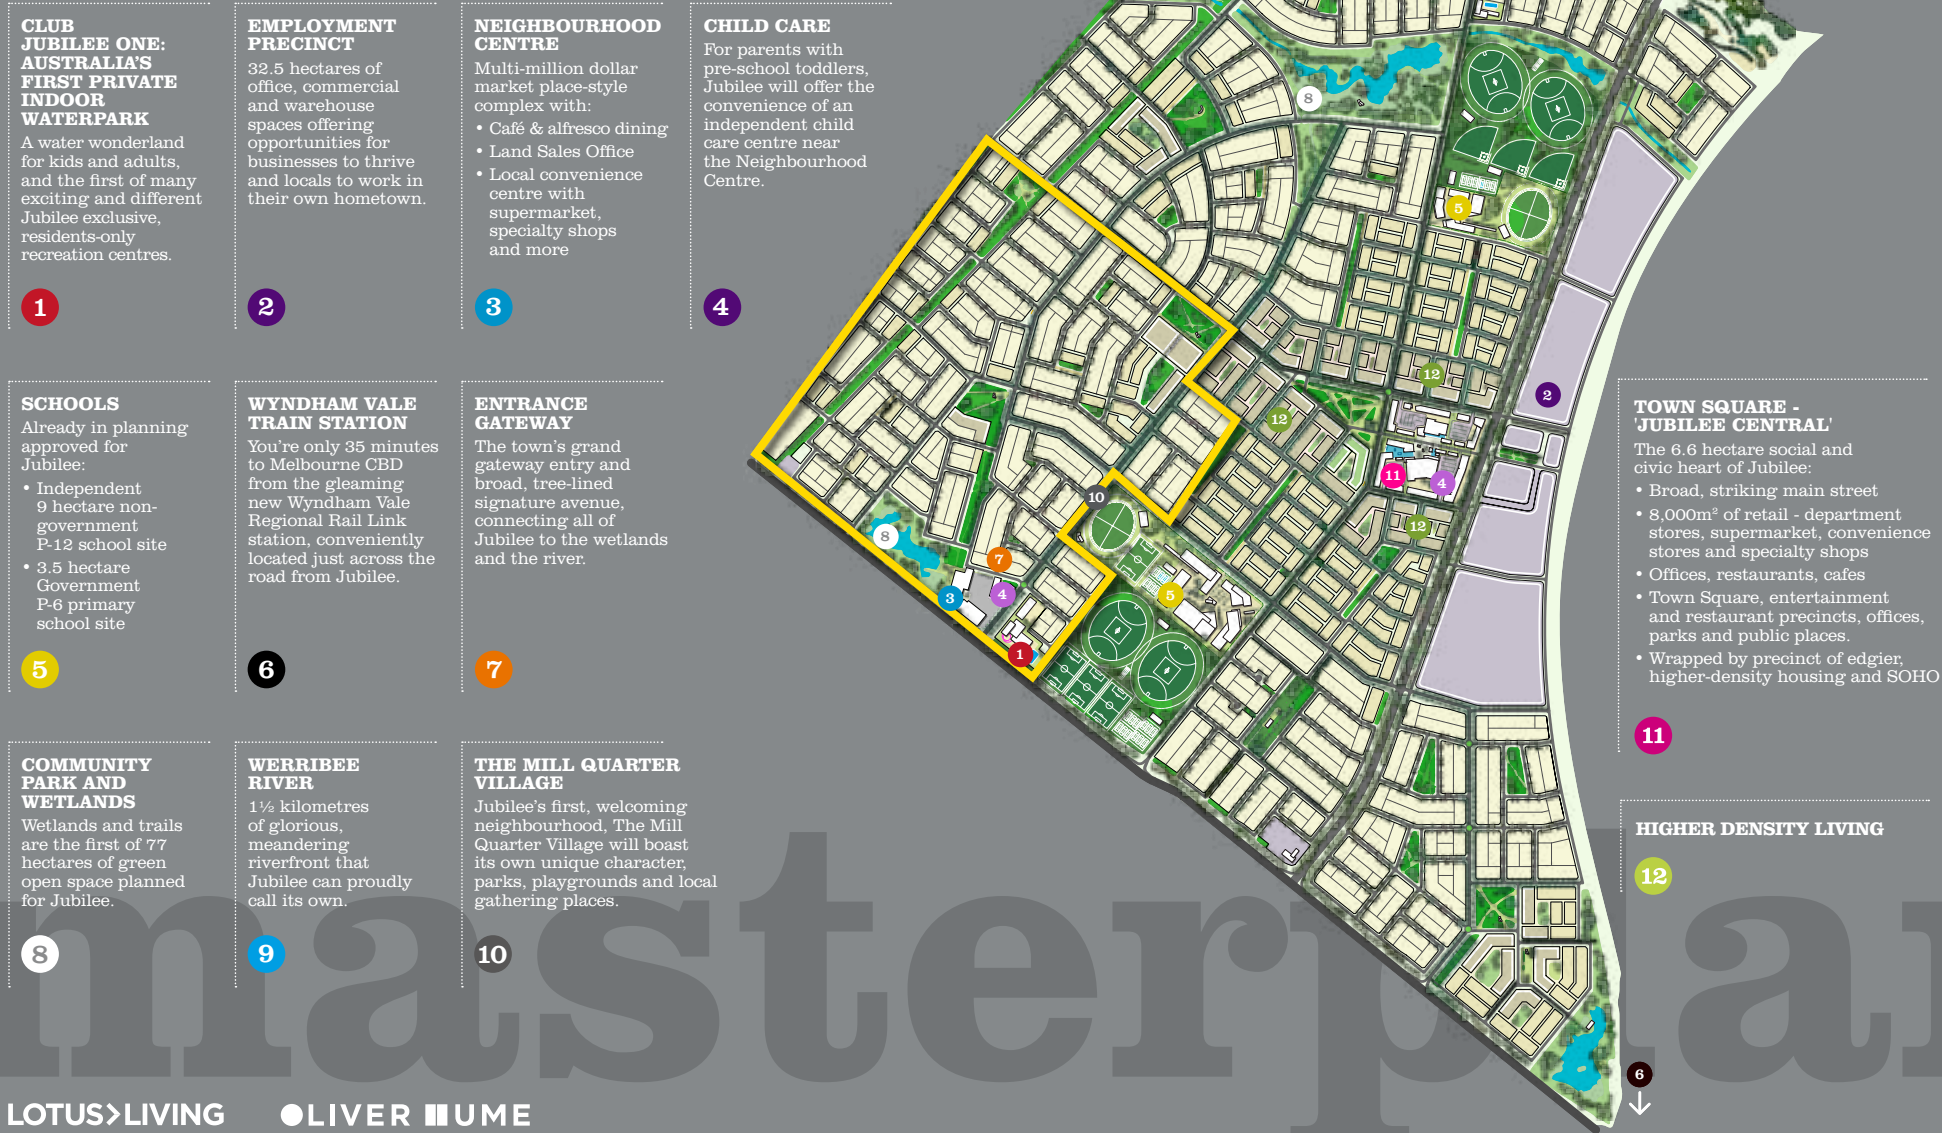 CLUB
JUBILEE ONE:
AUSTRALIA'S
FIRST PRIVATE
INDOOR
WATERPARK
A water wonderland
for kids and adults,
and the first of many
exciting and different
Jubilee exclusive,
residents-only
recreation centres.
1
EMPLOYMENT
PRECINCT
32.5 hectares of
office, commercial
and warehouse
spaces offering
opportunities for
businesses to thrive
and locals to work in
their own hometown.
2
NEIGHBOURHOOD
CENTRE
Multi-million dollar
market place-style
complex with:
• Café & alfresco dining
• Land Sales Office
• Local convenience
centre with
supermarket,
specialty shops
and more
3
CHILD CARE
For parents with
pre-school toddlers,
Jubilee will offer the
convenience of an
independent child
care centre near
the Neighbourhood
Centre.
4
SCHOOLS
Already in planning
approved for
Jubilee:
• Independent
9 hectare non-
government
P-12 school site
• 3.5 hectare
Government
P-6 primary
school site
5
WYNDHAM VALE
TRAIN STATION
You're only 35 minutes
to Melbourne CBD
from the gleaming
new Wyndham Vale
Regional Rail Link
station, conveniently
located just across the
road from Jubilee.
6
ENTRANCE
GATEWAY
The town's grand
gateway entry and
broad, tree-lined
signature avenue,
connecting all of
Jubilee to the wetlands
and the river.
7
COMMUNITY
PARK AND
WETLANDS
Wetlands and trails
are the first of 77
hectares of green
open space planned
for Jubilee.
8
WERRIBEE
RIVER
1½ kilometres
of glorious,
meandering
riverfront that
Jubilee can proudly
call its own.
9
THE MILL QUARTER
VILLAGE
Jubilee's first, welcoming
neighbourhood, The Mill
Quarter Village will boast
its own unique character,
parks, playgrounds and local
gathering places.
10
8
5
12
2
12
11
4
10
12
8
7
3
4
5
1
6
TOWN SQUARE -
'JUBILEE CENTRAL'
The 6.6 hectare social and
civic heart of Jubilee:
• Broad, striking main street
• 8,000m² of retail - department
stores, supermarket, convenience
stores and specialty shops
• Offices, restaurants, cafes
• Town Square, entertainment
and restaurant precincts, offices,
parks and public places.
• Wrapped by precinct of edgier,
higher-density housing and SOHO
11
HIGHER DENSITY LIVING
12
masterplan
LOTUS>LIVING
OLIVER HUME